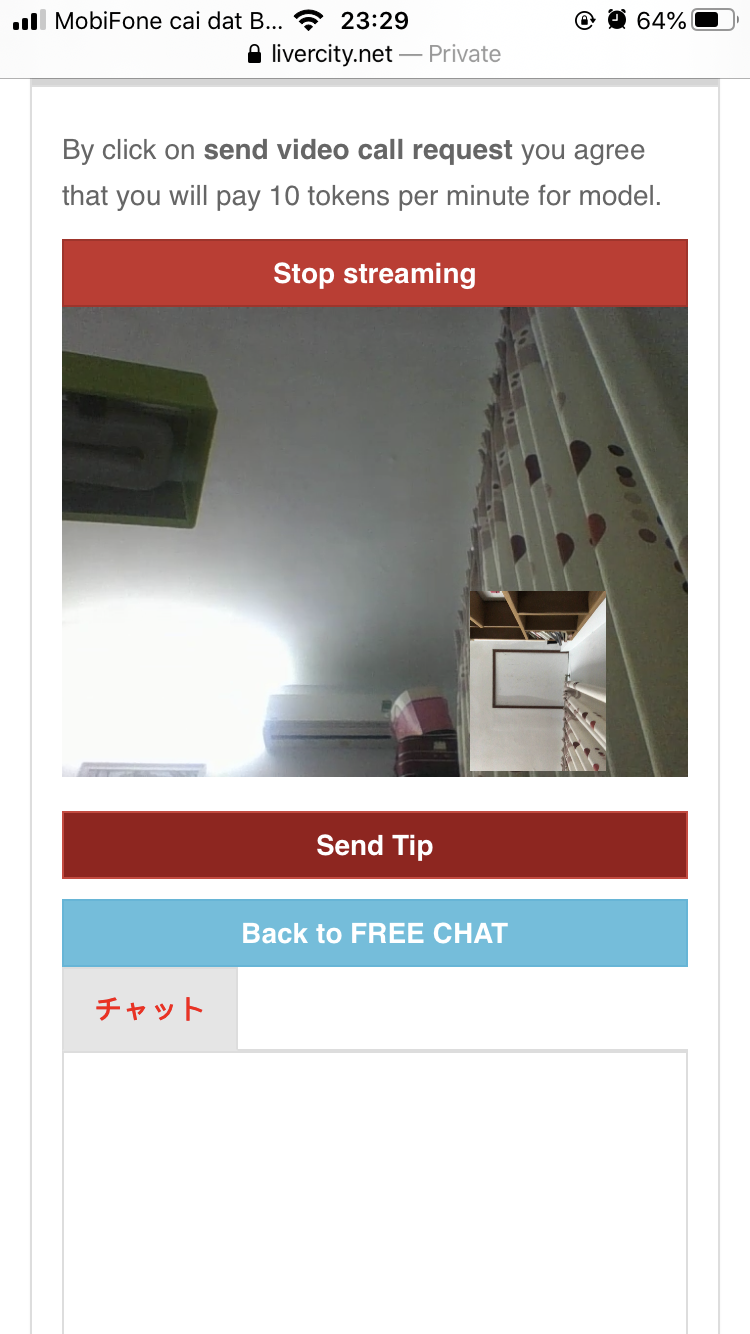 MobiFone cai dat B... 23:29 64%
livercity.net — Private
By click on send video call request you agree
that you will pay 10 tokens per minute for model.
Stop streaming
Send Tip
Back to FREE CHAT
チャット